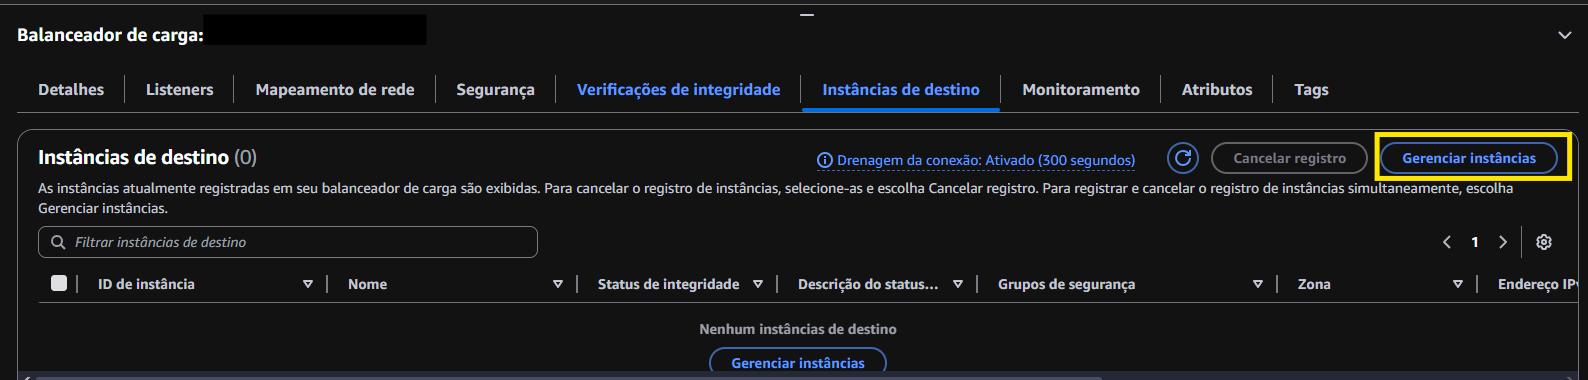 Balanceador de carga:
Detalhes Listeners Mapeamento de rede Segurança Verificações de integridade Instâncias de destino Monitoramento Atributos Tags
Instâncias de destino (0) Drenagem da conexão: Ativado (300 segundos) Cancelar registro Gerenciar instâncias
As instâncias atualmente registradas em seu balanceador de carga são exibidas. Para cancelar o registro de instâncias, selecione-as e escolha Cancelar registro. Para registrar e cancelar o registro de instâncias simultaneamente, escolha
Gerenciar instâncias.
Filtrar instâncias de destino 1
ID de instância Nome Status de integridade Descrição do status... Grupos de segurança Zona Endereço
Nenhum instâncias de destino
Gerenciar instâncias